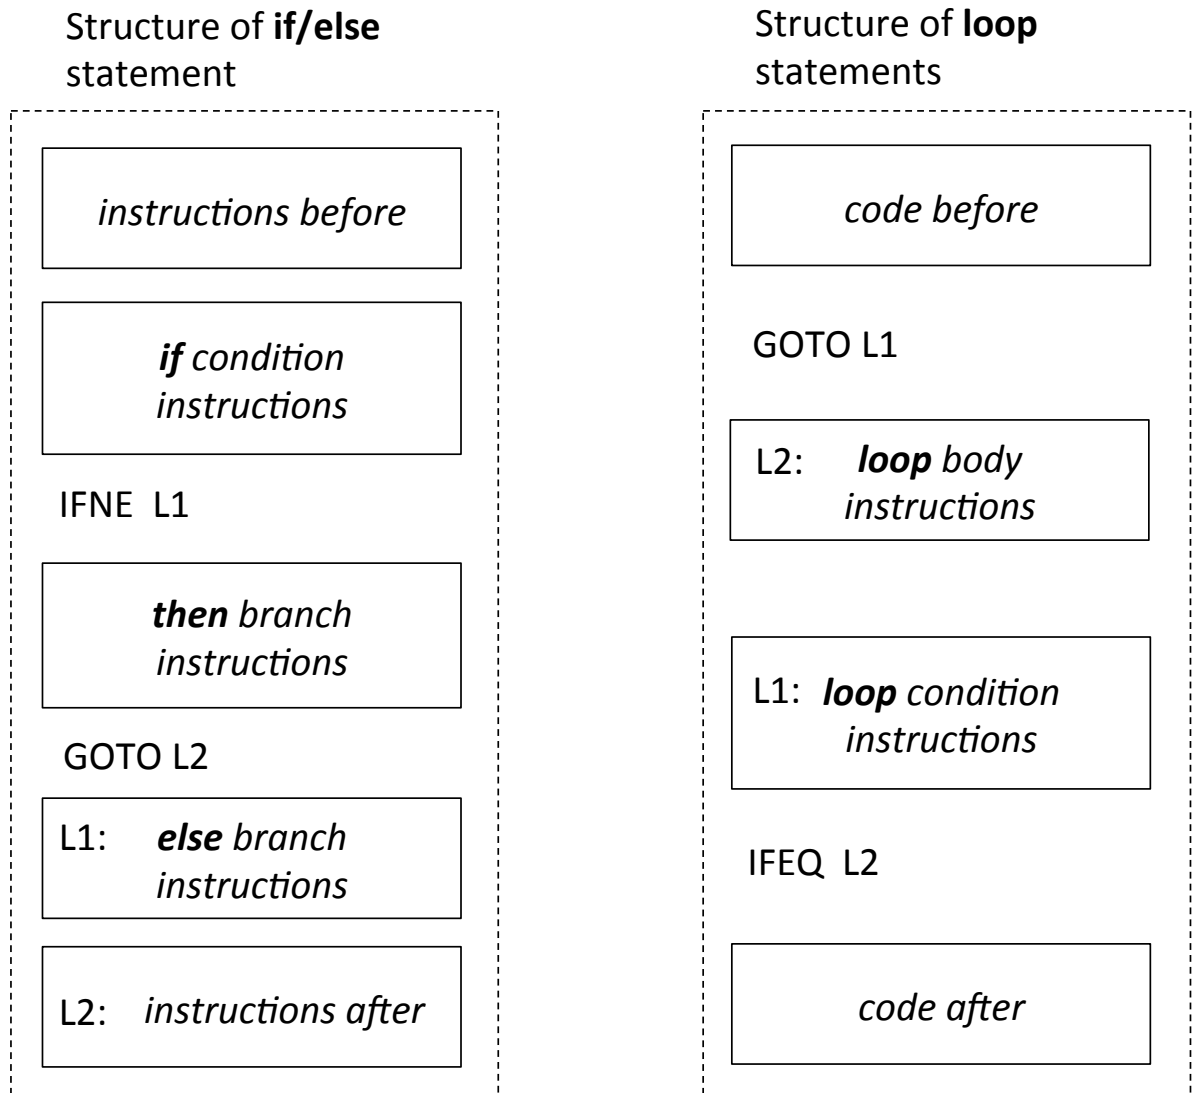 Structure of if/else
statement
instructions before
if condition
instructions
IFNE L1
then branch
instructions
GOTO L2
L1: else branch
instructions
L2: instructions after
Structure of loop
statements
code before
GOTO L1
L2: loop body
instructions
L1: loop condition
instructions
IFEQ L2
code after